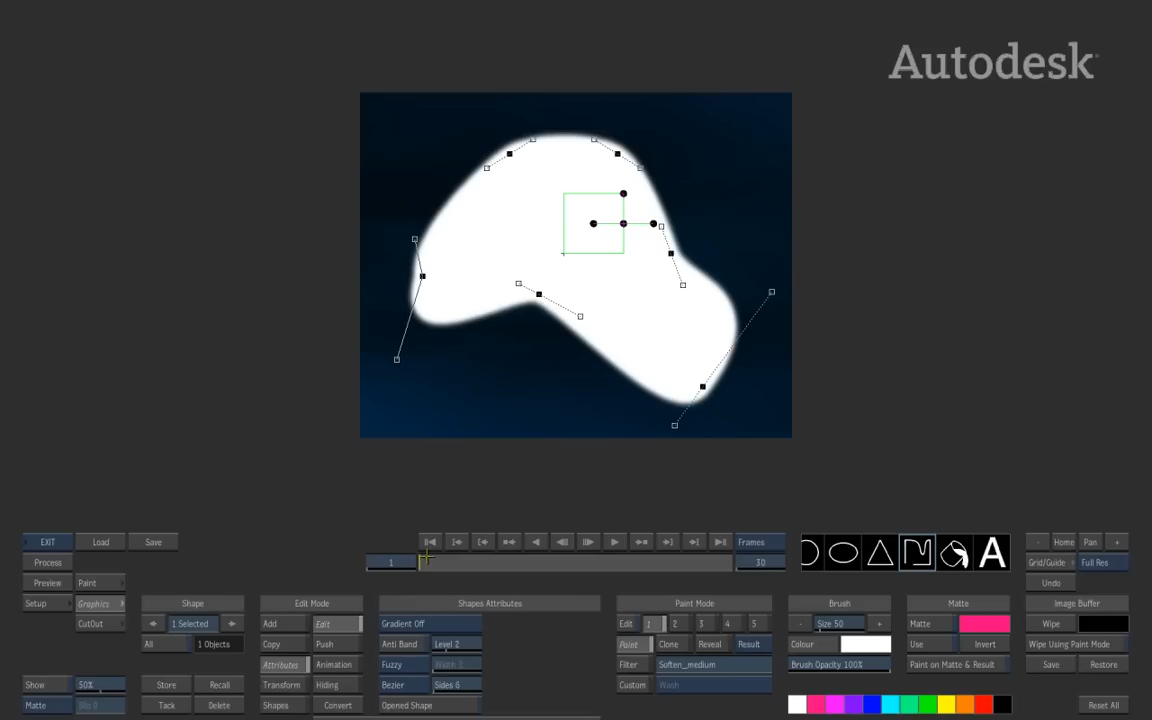 Autodesk
EXIT Load Save Frames
Process 1 30 A Grid/Guide Full Res
- Home Pan +
Preview Paint Undo
Setup Graphics Shape Edit Mode Shapes Attributes Paint Mode Brush Matte Image Buffer
CutOut 1 Selected Add Edit Gradient Off Edit 1 2 3 4 5 - Size 50 + Matte Wipe
All 1 Objects Copy Push Anti Band Level 2 Paint Clone Reveal Result Colour Use Invert Wipe Using Paint Mode
Attributes Animation Fuzzy Width 2 Filter Soften_medium Brush Opacity 100% Paint on Matte & Result Save Restore
Show 50% Store Recall Transform Hiding Bezier Sides 6 Custom Wash
Matte Tack Delete Shapes Convert Opened Shape Reset All